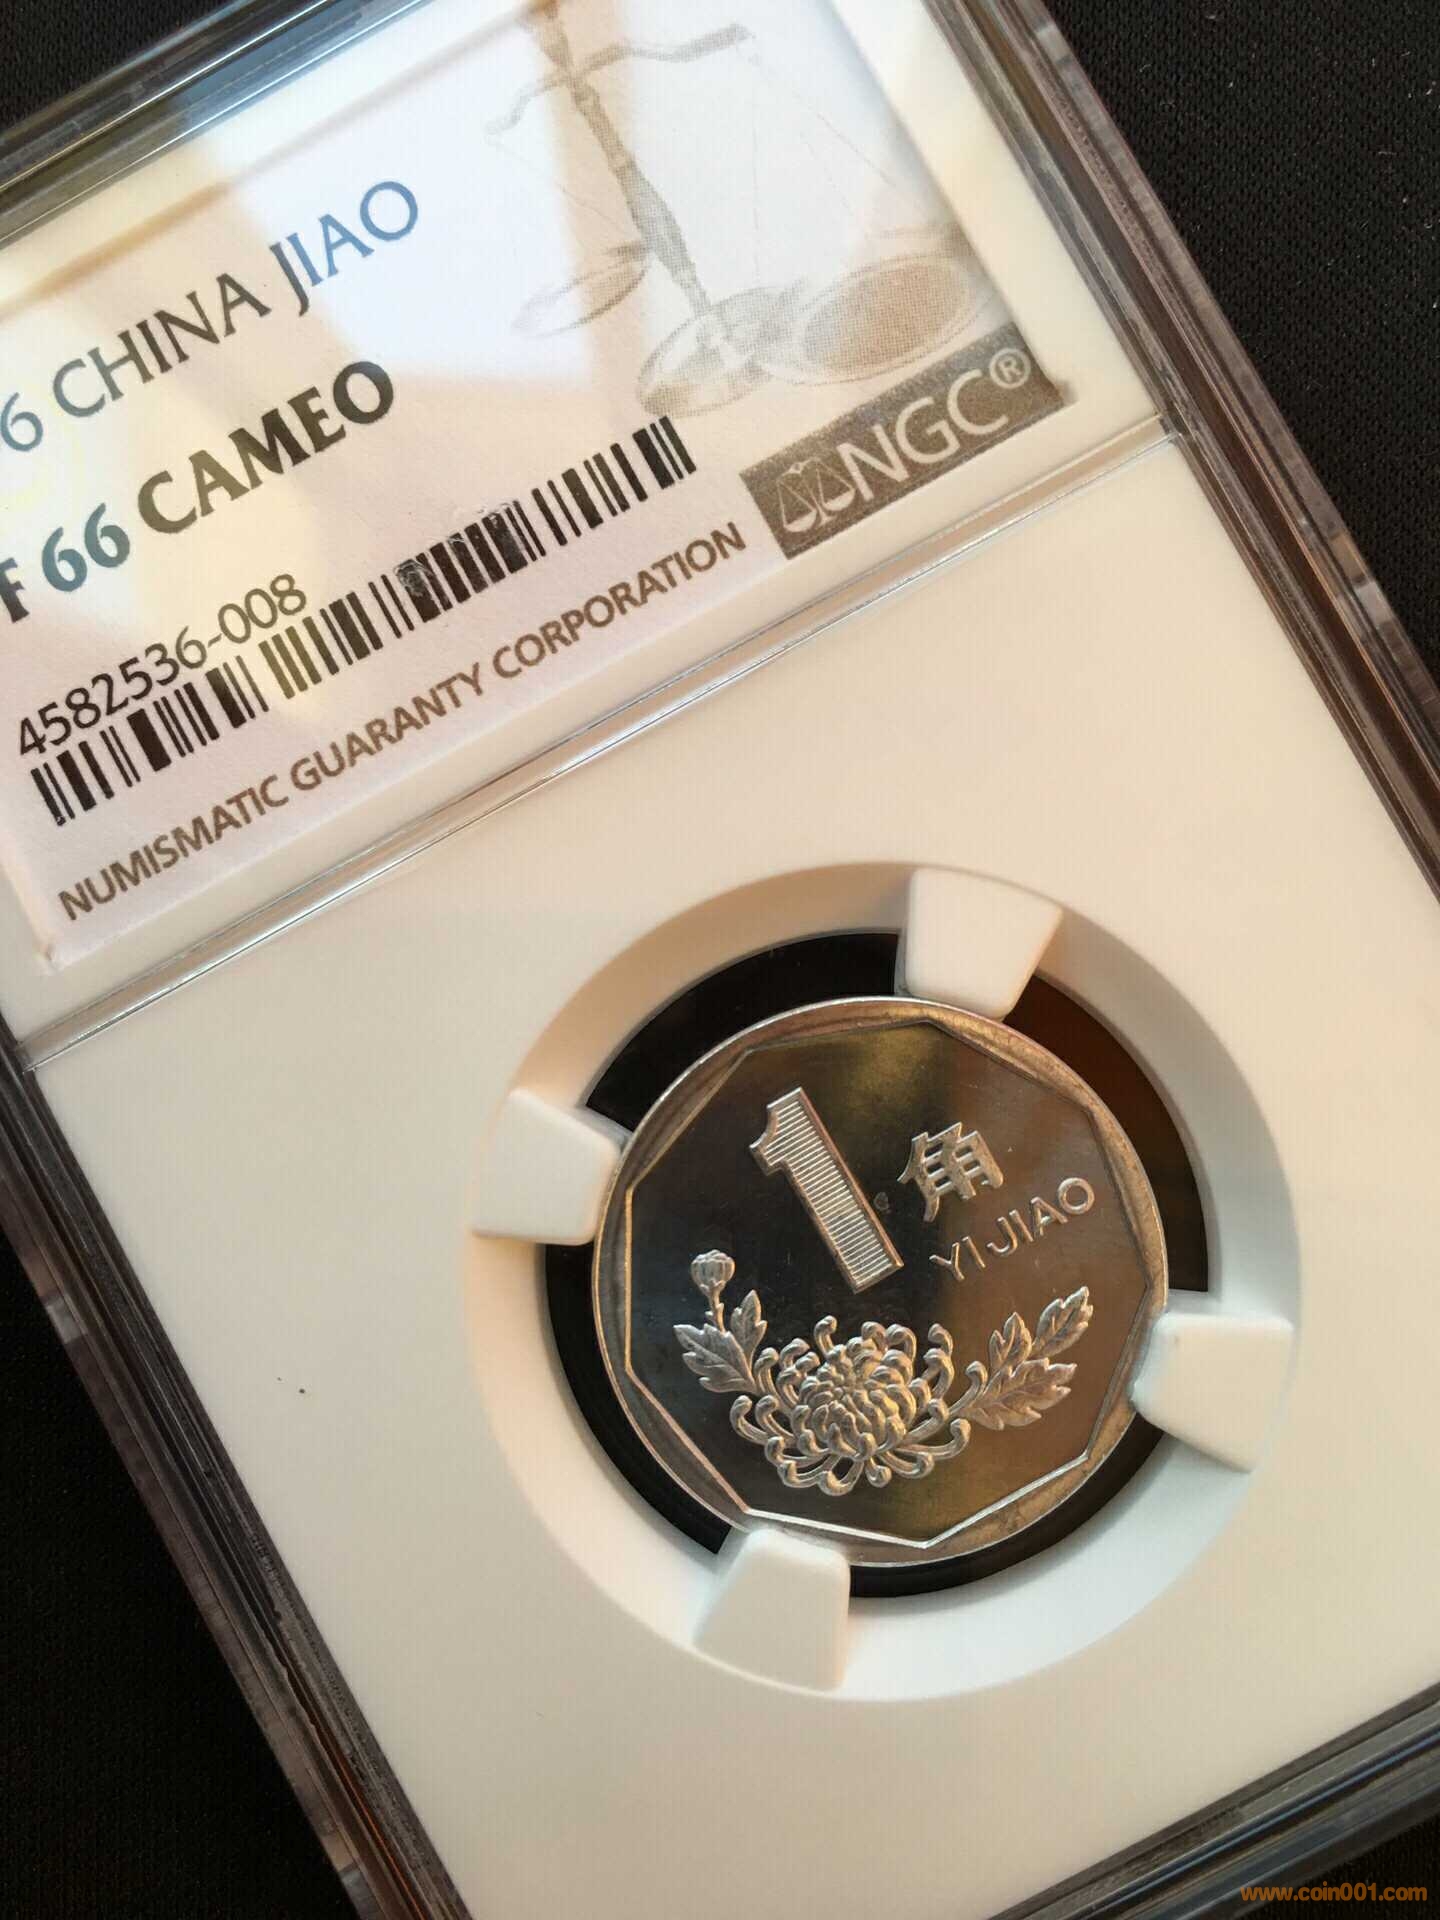 6 CHINA JIAO
F 66 CAMEO
4582536-008
NGC®
NUMISMATIC GUARANTY CORPORATION
1角
YI JIAO
www.coin001.com